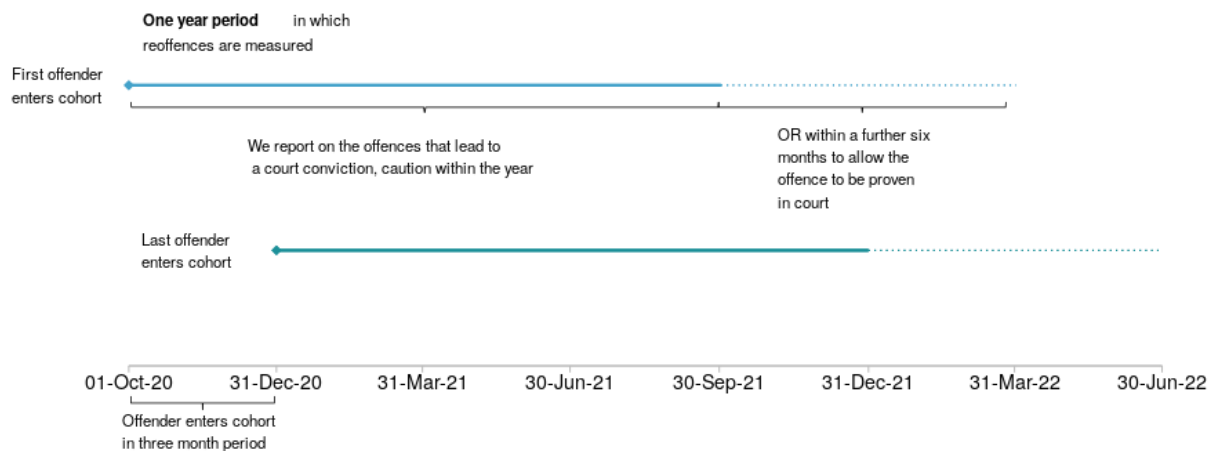 One year period in which
reoffences are measured
First offender
enters cohort
We report on the offences that lead to
a court conviction, caution within the year
OR within a further six
months to allow the
offence to be proven
in court
Last offender
enters cohort
01-Oct-20 31-Dec-20 31-Mar-21 30-Jun-21 30-Sep-21 31-Dec-21 31-Mar-22 30-Jun-22
Offender enters cohort
in three month period